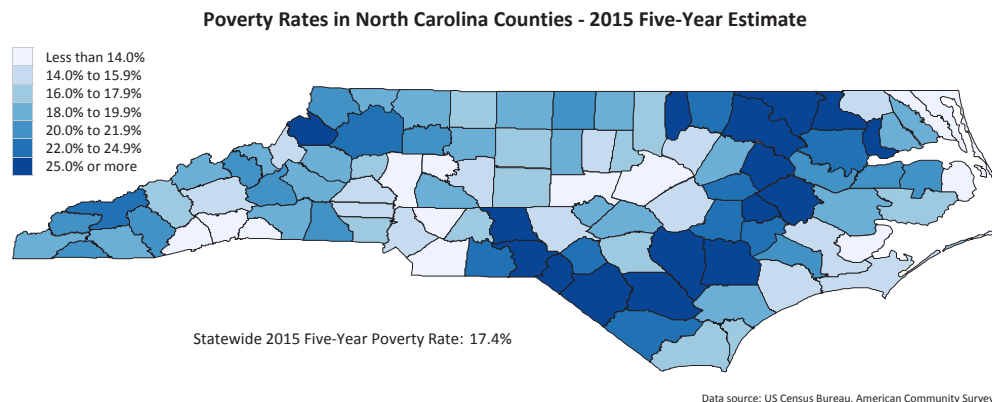 Poverty Rates in North Carolina Counties - 2015 Five-Year Estimate
Less than 14.0%
14.0% to 15.9%
16.0% to 17.9%
18.0% to 19.9%
20.0% to 21.9%
22.0% to 24.9%
25.0% or more
Statewide 2015 Five-Year Poverty Rate: 17.4%
Data source: US Census Bureau, American Community Survey